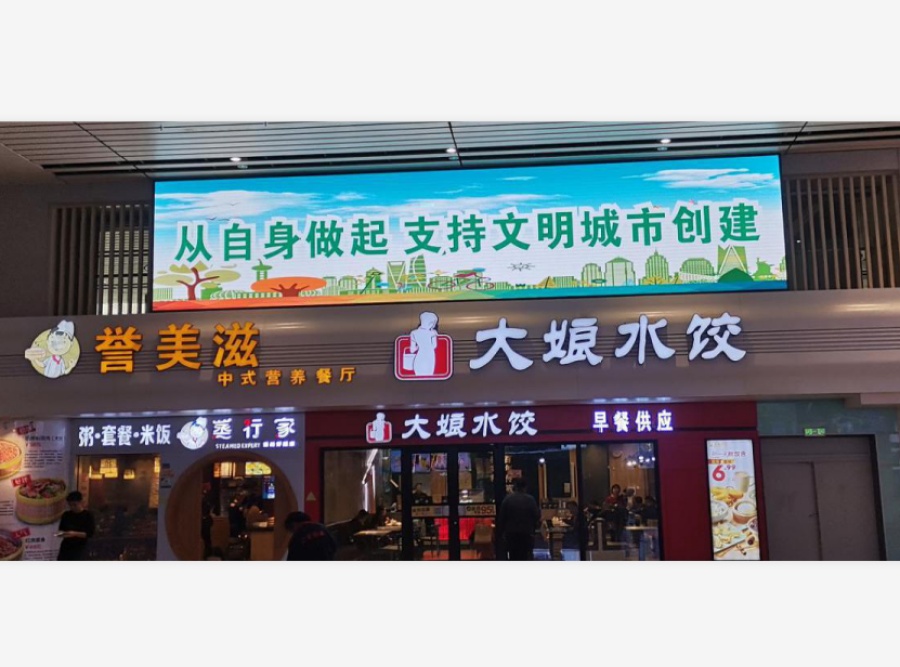 从自身做起 支持文明城市创建
誉美滋
中式营养餐厅
大娘水饺
粥·套餐·米饭
蒸行家
STEAMED EXPERT
大娘水饺
早餐供应
6